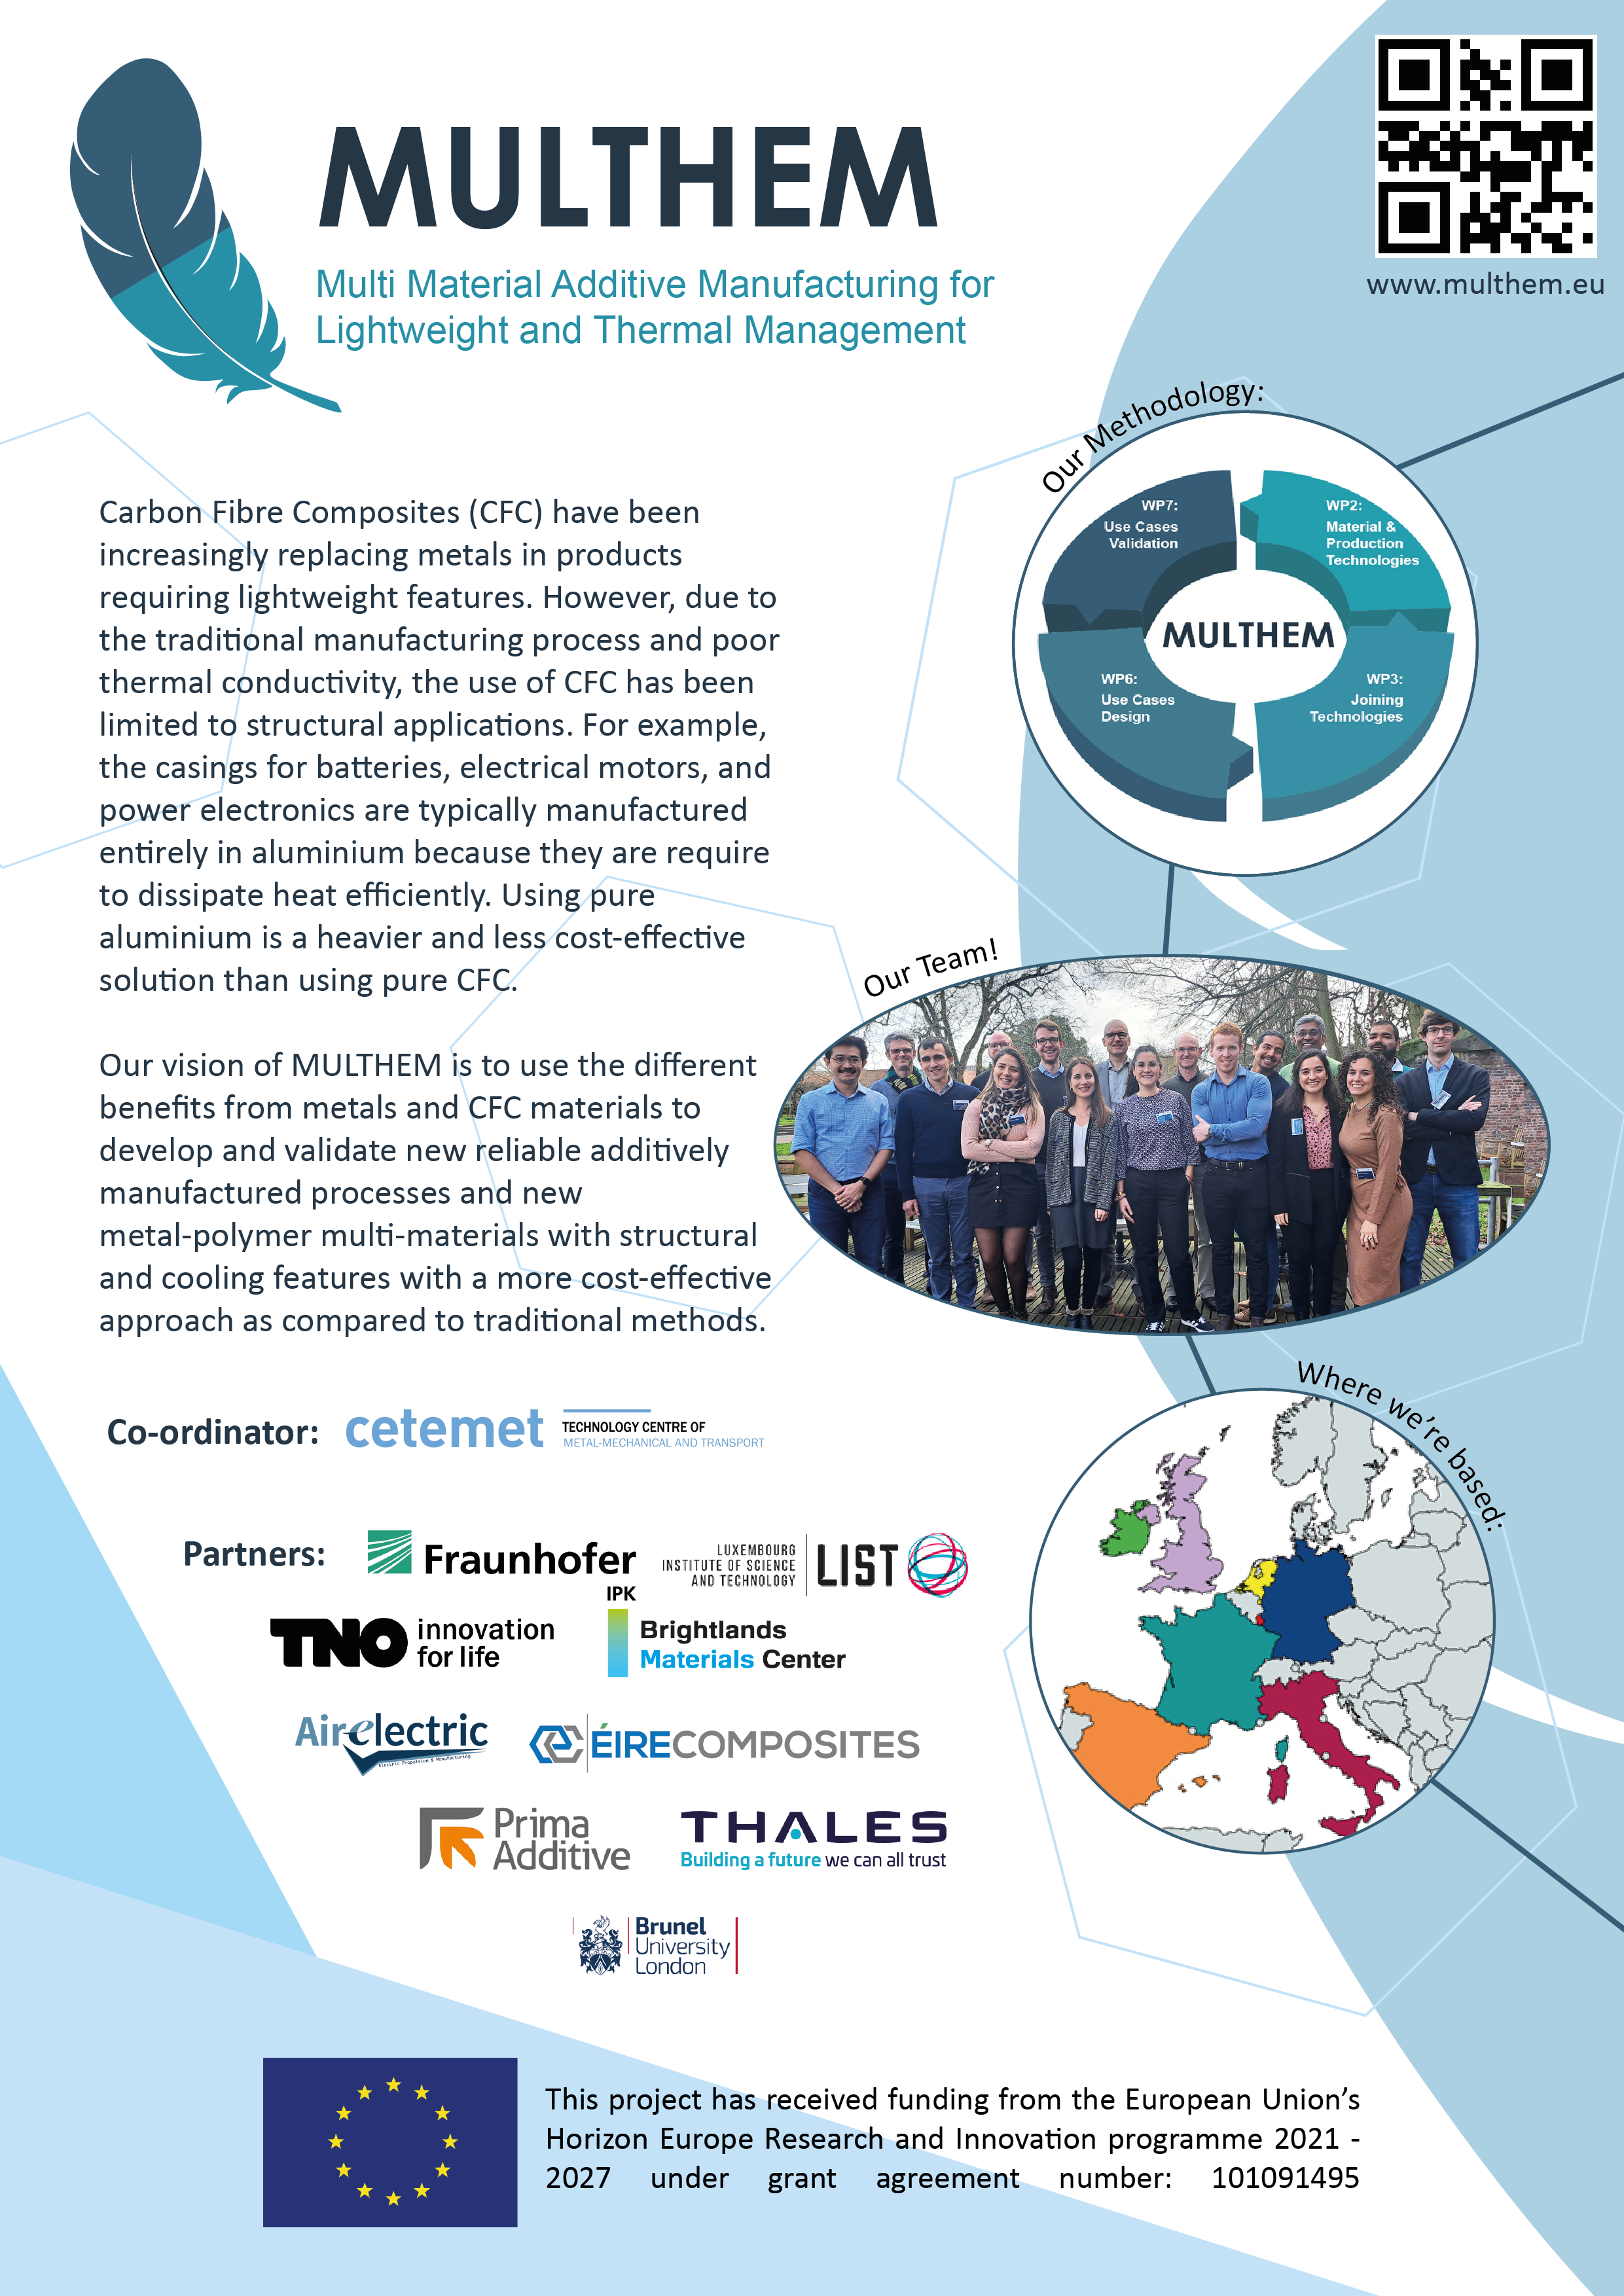 MULTHEM
Multi Material Additive Manufacturing for
Lightweight and Thermal Management
www.multhem.eu
Carbon Fibre Composites (CFC) have been
increasingly replacing metals in products
requiring lightweight features. However, due to
the traditional manufacturing process and poor
thermal conductivity, the use of CFC has been
limited to structural applications. For example,
the casings for batteries, electrical motors, and
power electronics are typically manufactured
entirely in aluminium because they are require
to dissipate heat efficiently. Using pure
aluminium is a heavier and less cost-effective
solution than using pure CFC.
Our vision of MULTHEM is to use the different
benefits from metals and CFC materials to
develop and validate new reliable additively
manufactured processes and new
metal-polymer multi-materials with structural
and cooling features with a more cost-effective
approach as compared to traditional methods.
Our Methodology:
WP7:
Use Cases
Validation
WP2:
Material &
Production
Technologies
MULTHEM
WP6:
Use Cases
Design
WP3:
Joining
Technologies
Our Team!
Where we're based:
Co-ordinator:
cetemet
TECHNOLOGY CENTRE OF
METAL-MECHANICAL AND TRANSPORT
Partners:
Fraunhofer
IPK
LUXEMBOURG
INSTITUTE OF SCIENCE
AND TECHNOLOGY
LIST
TNO innovation
for life
Brightlands
Materials Center
Airelectric
Electric Propulsion & Manufacturing
ÉIRECOMPOSITES
Prima
Additive
THALES
Building a future we can all trust
Brunel
University
London
This project has received funding from the European Union's
Horizon Europe Research and Innovation programme 2021 -
2027 under grant agreement number: 101091495